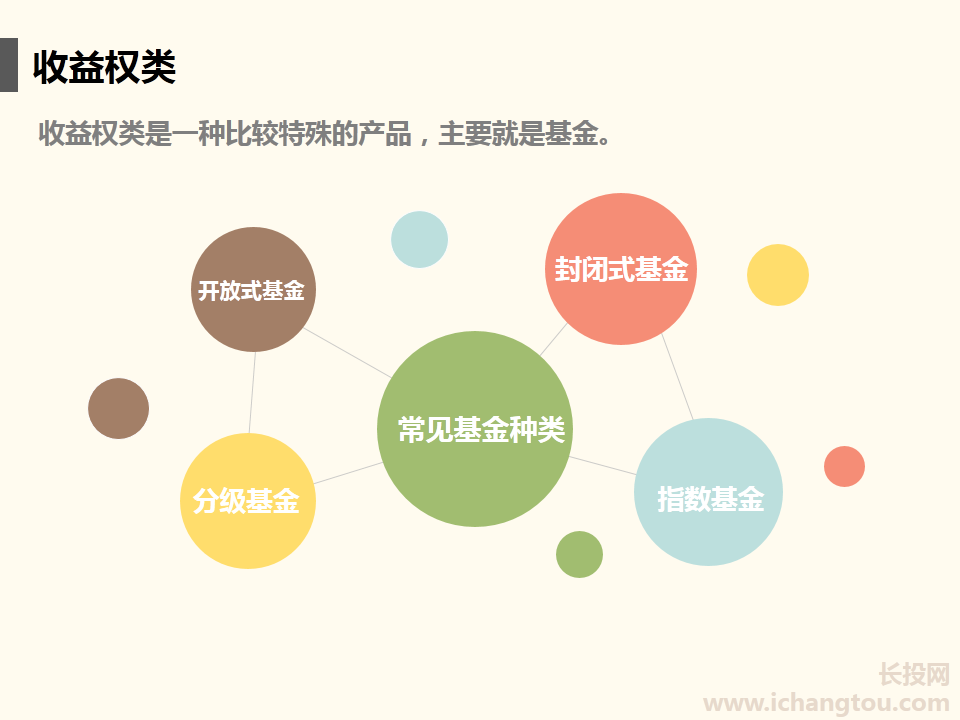 收益权类
收益权类是一种比较特殊的产品，主要就是基金。
开放式基金
封闭式基金
常见基金种类
分级基金
指数基金
长投网
www.ichangtou.com